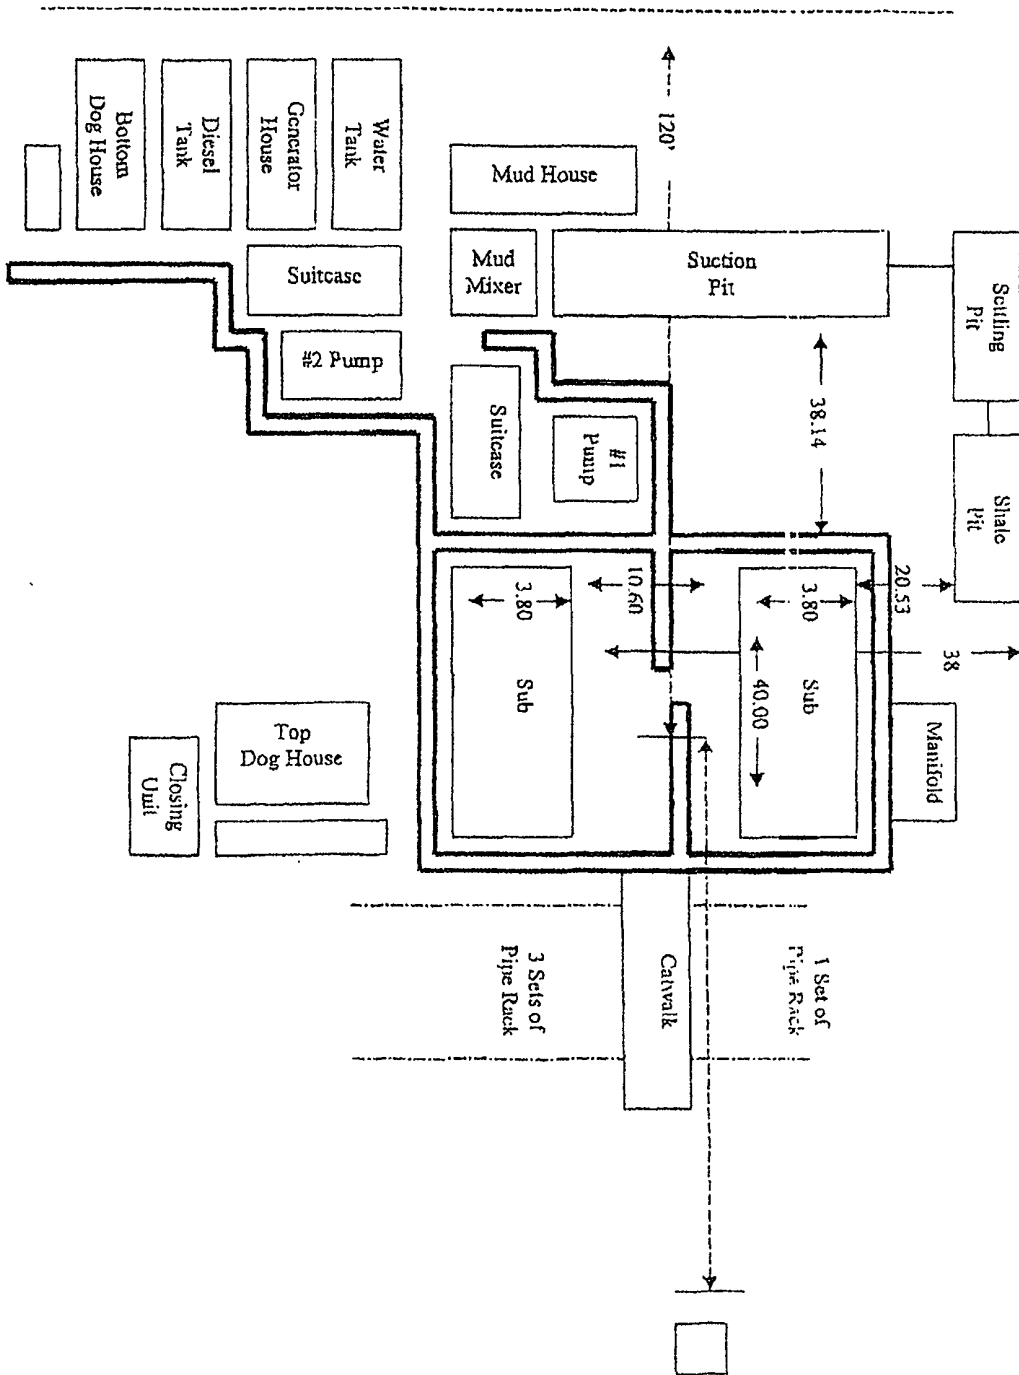 Bottom
Dog House
Diesel
Tank
Generator
House
Water
Tank
Mud House
120'
Suitcase
Mud
Mixer
Suction
Pit
Settling
Pit
#2 Pump
Suitcase
#1
Pump
38.14
Shale
Pit
3.80
10.60
3.80
20.53
38
40.00
Sub
Sub
Top
Dog House
Closing
Unit
Manifold
3 Sets of
Pipe Rack
Catwalk
1 Set of
Pipe Rack